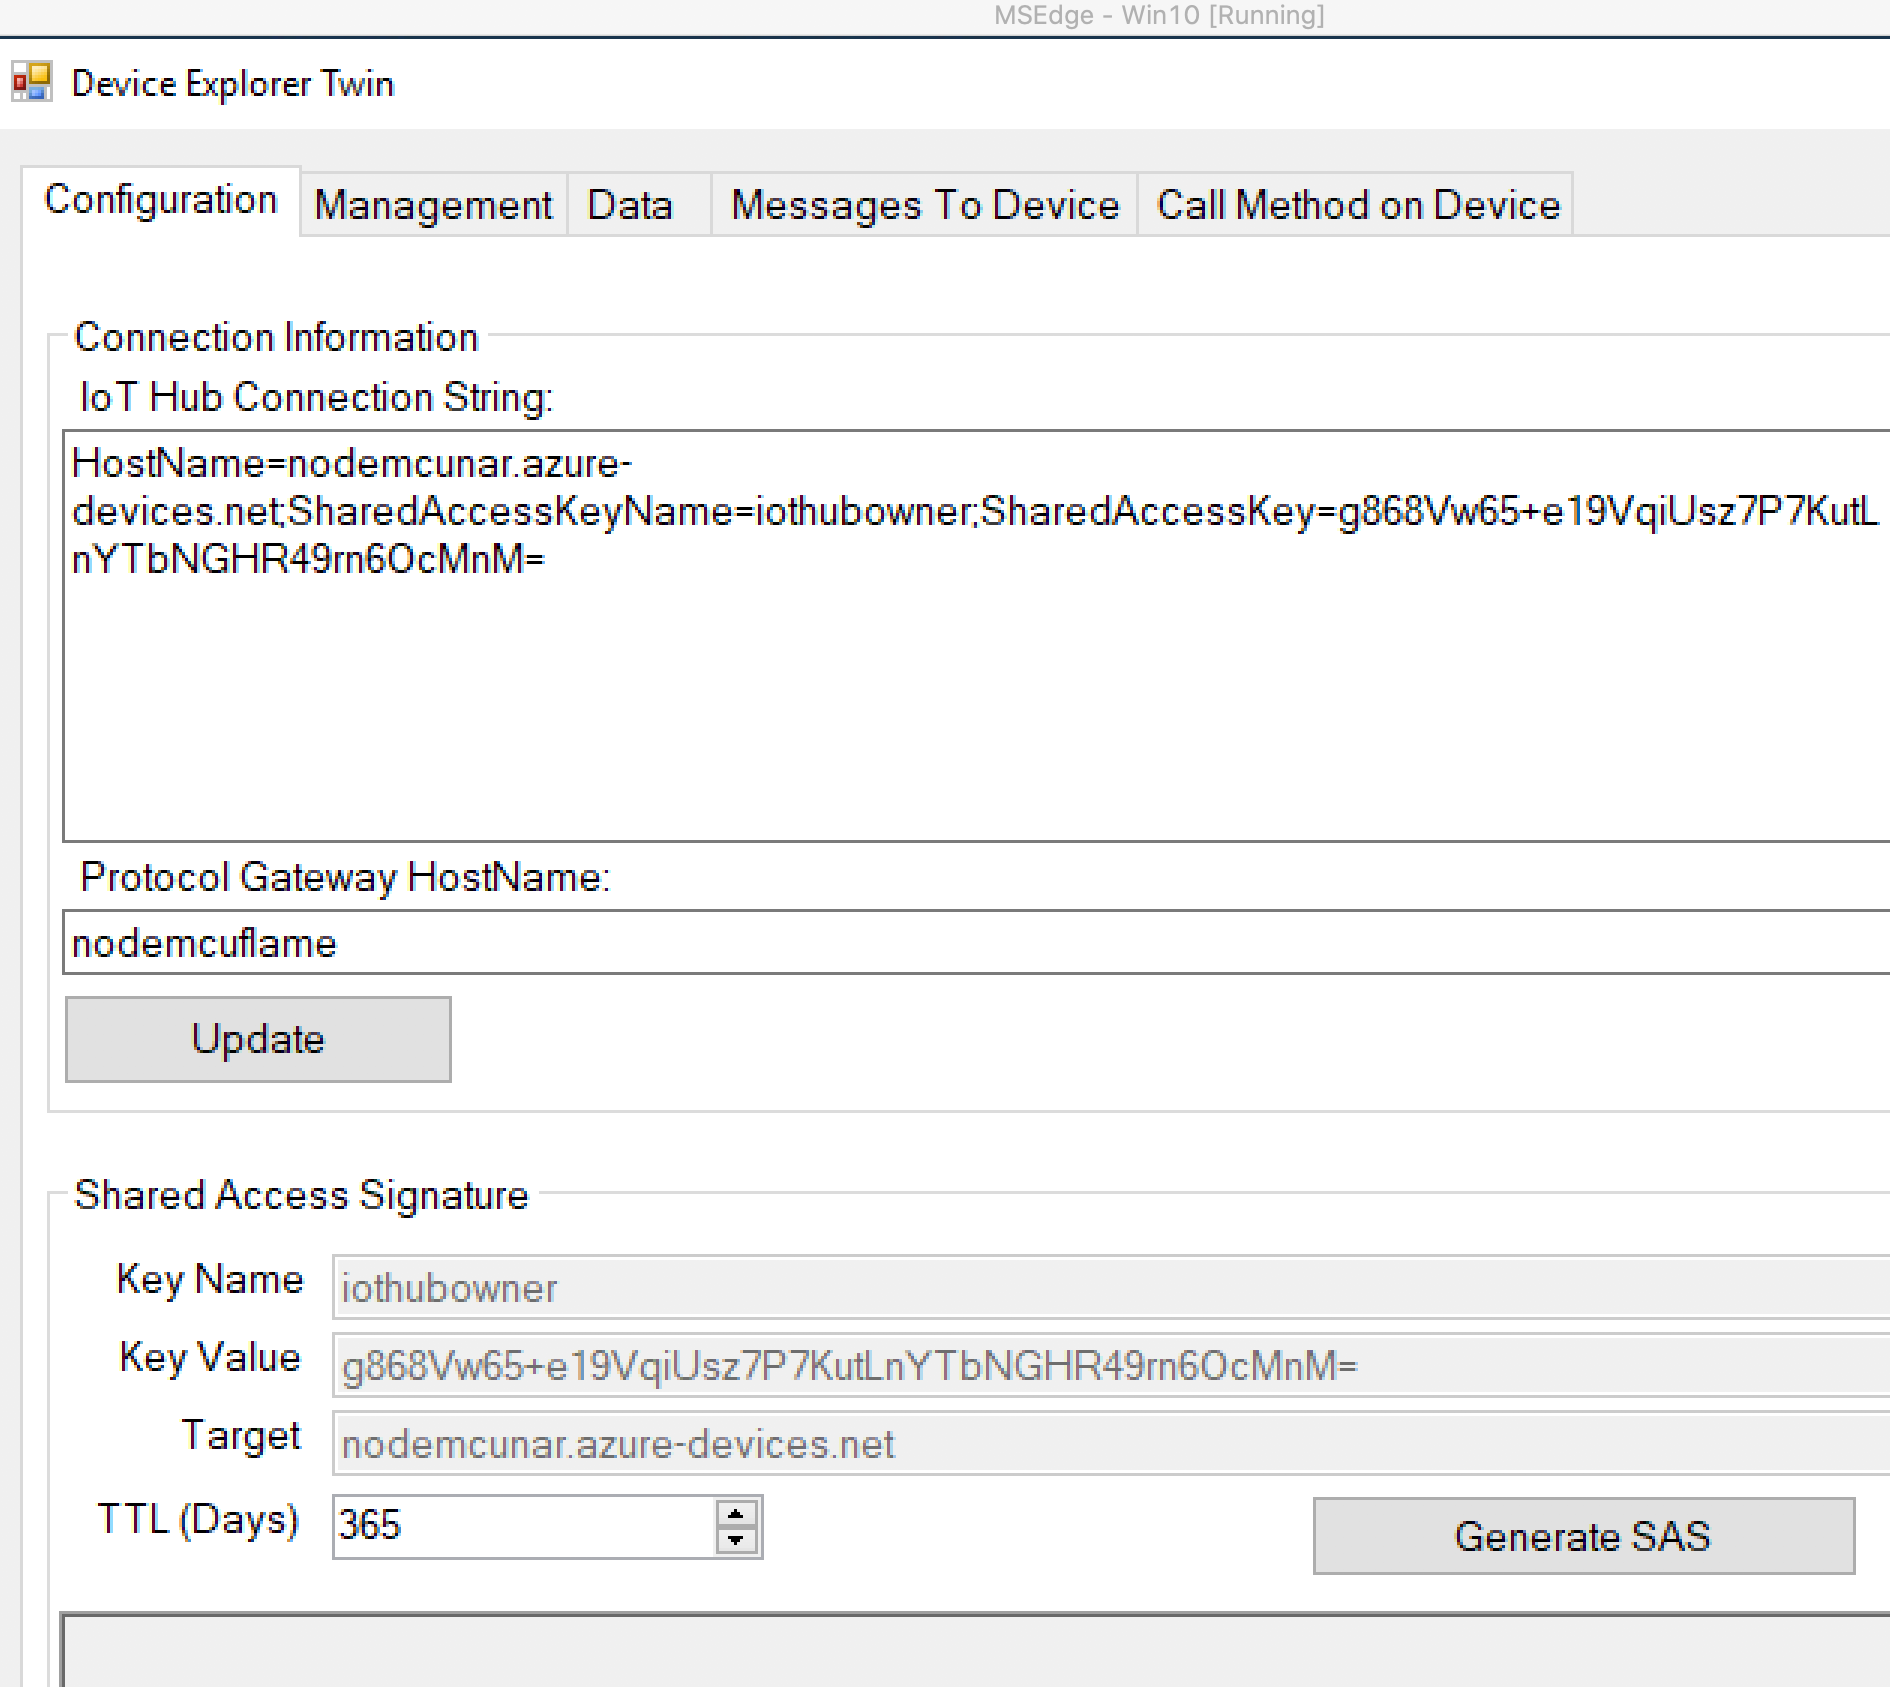 MSEdge - Win10 [Running]
Device Explorer Twin
Configuration Management Data Messages To Device Call Method on Device
Connection Information
IoT Hub Connection String:
HostName=nodemcunar.azure-
devices.net;SharedAccessKeyName=iothubowner;SharedAccessKey=g868Vw65+e19VqiUsz7P7KutL
nYTbNGHR49rn6OcMnM=
Protocol Gateway HostName:
nodemcuflame
Update
Shared Access Signature
Key Name iothubowner
Key Value g868Vw65+e19VqiUsz7P7KutLnYTbNGHR49rn6OcMnM=
Target nodemcunar.azure-devices.net
TTL (Days) 365 Generate SAS